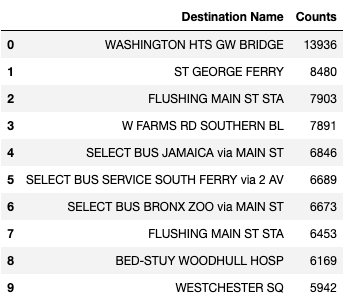 Destination Name Counts
0 WASHINGTON HTS GW BRIDGE 13936
1 ST GEORGE FERRY 8480
2 FLUSHING MAIN ST STA 7903
3 W FARMS RD SOUTHERN BL 7891
4 SELECT BUS JAMAICA via MAIN ST 6846
5 SELECT BUS SERVICE SOUTH FERRY via 2 AV 6689
6 SELECT BUS BRONX ZOO via MAIN ST 6673
7 FLUSHING MAIN ST STA 6453
8 BED-STUY WOODHULL HOSP 6169
9 WESTCHESTER SQ 5942